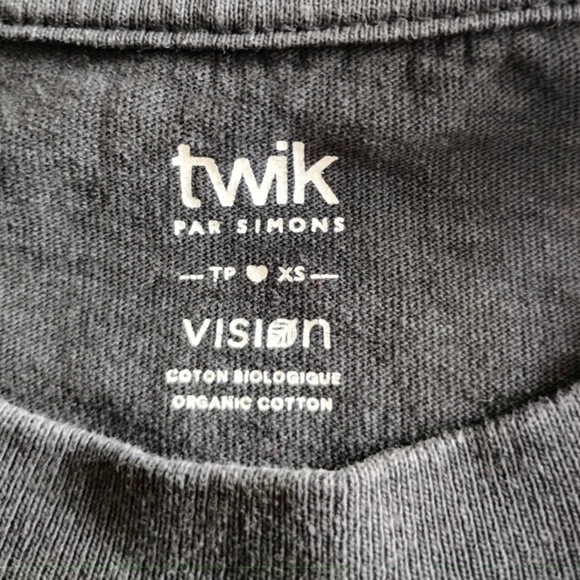 twik
PAR SIMONS
TP ♥ XS
VISION
COTON BIOLOGIQUE
ORGANIC COTTON